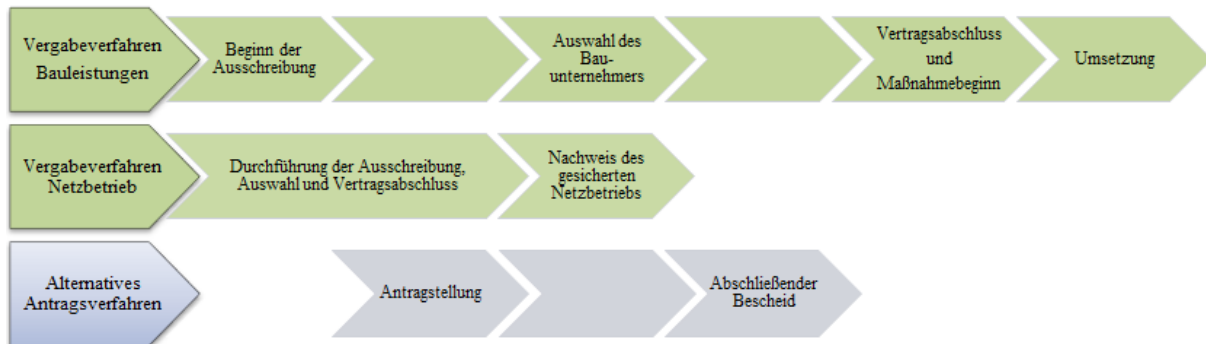 Vergabeverfahren
Bauleistungen
Beginn der
Ausschreibung
Auswahl des
Bau-
unternehmers
Vertragsabschluss
und
Maßnahmebeginn
Umsetzung
Vergabeverfahren
Netzbetrieb
Durchführung der Ausschreibung,
Auswahl und Vertragsabschluss
Nachweis des
gesicherten
Netzbetriebs
Alternatives
Antragsverfahren
Antragstellung
Abschließender
Bescheid